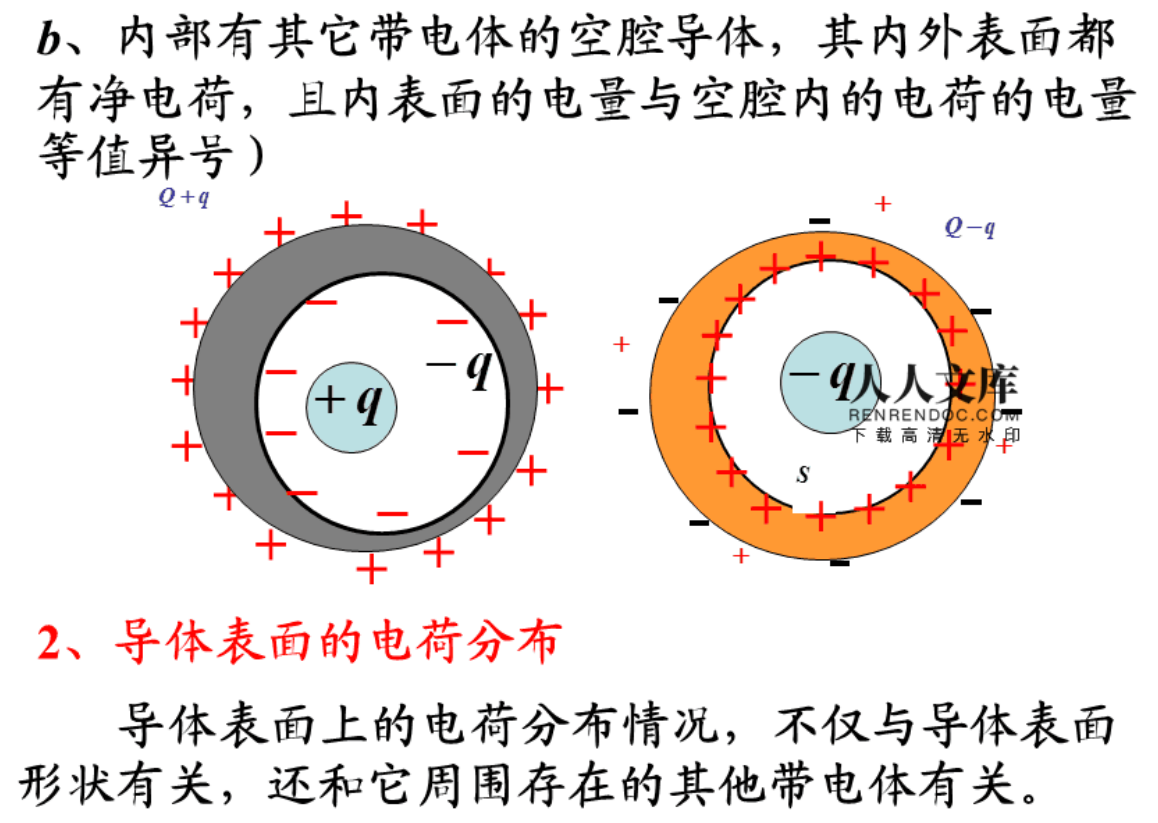 b、内部有其它带电体的空腔导体，其内外表面都
有净电荷，且内表面的电量与空腔内的电荷的电量
等值异号）
Q+q
Q−q
+q
−q
−q
人人文库
RENRENDOC.COM
下载高清无水印
s
2、导体表面的电荷分布
导体表面上的电荷分布情况，不仅与导体表面
形状有关，还和它周围存在的其他带电体有关。